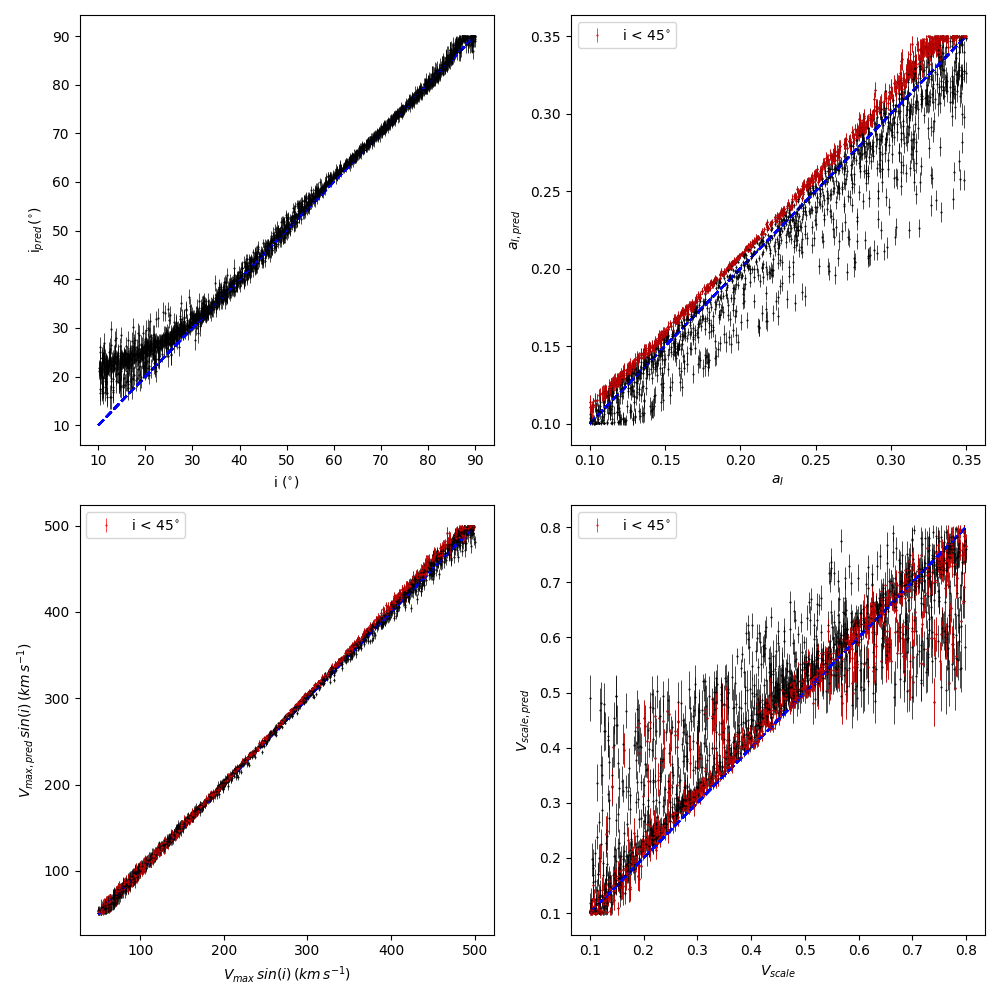 90
80
70
60
50
40
30
20
10
i_pred (°)
10 20 30 40 50 60 70 80 90
i (°)
i < 45°
0.35
0.30
0.25
0.20
0.15
0.10
a_l,pred
0.10 0.15 0.20 0.25 0.30 0.35
a_l
i < 45°
500
400
300
200
100
V_max,pred sin(i) (km s⁻¹)
100 200 300 400 500
V_max sin(i) (km s⁻¹)
i < 45°
0.8
0.7
0.6
0.5
0.4
0.3
0.2
0.1
V_scale,pred
0.1 0.2 0.3 0.4 0.5 0.6 0.7 0.8
V_scale